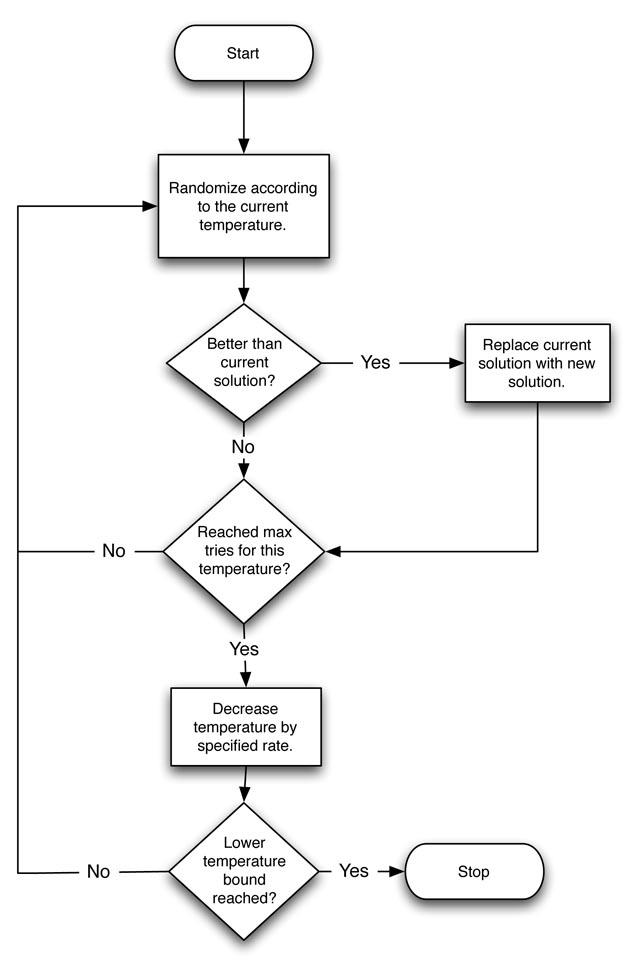 Start
Randomize according
to the current
temperature.
Better than
current
solution?
Yes
Replace current
solution with new
solution.
No
Reached max
tries for this
temperature?
No
Yes
Decrease
temperature by
specified rate.
Lower
temperature
bound
reached?
No
Yes
Stop